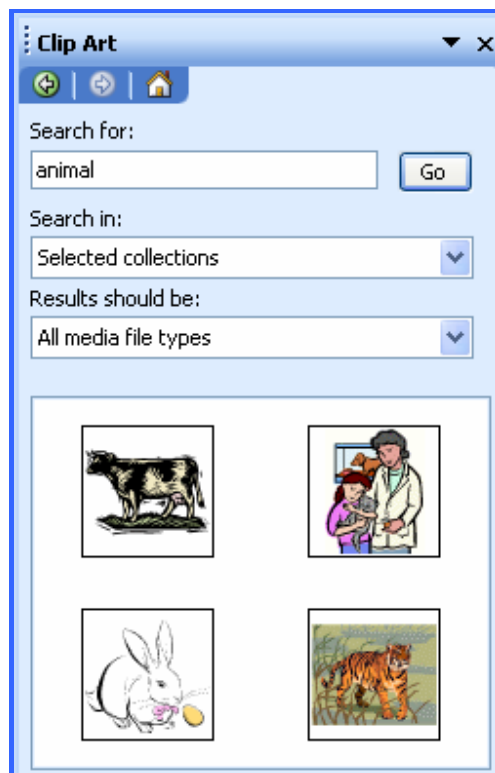 Clip Art
Search for:
animal
Go
Search in:
Selected collections
Results should be:
All media file types